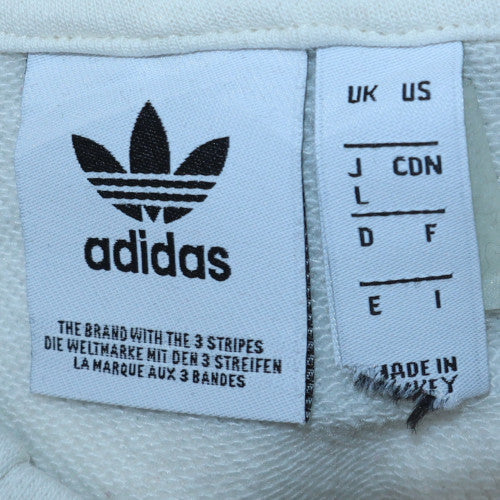 adidas
THE BRAND WITH THE 3 STRIPES
DIE WELTMARKE MIT DEN 3 STREIFEN
LA MARQUE AUX 3 BANDES
UK US
J CDN
L
D F
E I
MADE IN